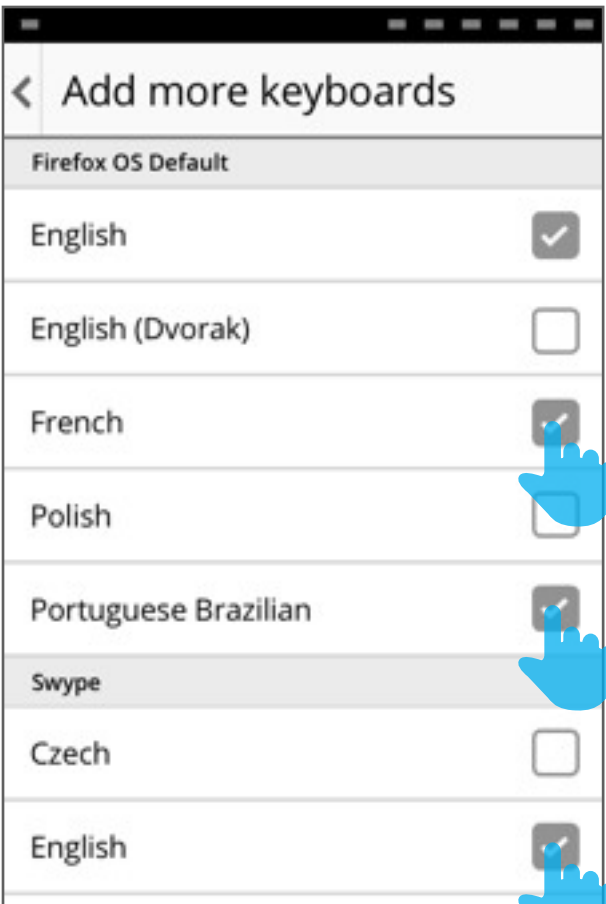 Add more keyboards
Firefox OS Default
English
English (Dvorak)
French
Polish
Portuguese Brazilian
Swype
Czech
English